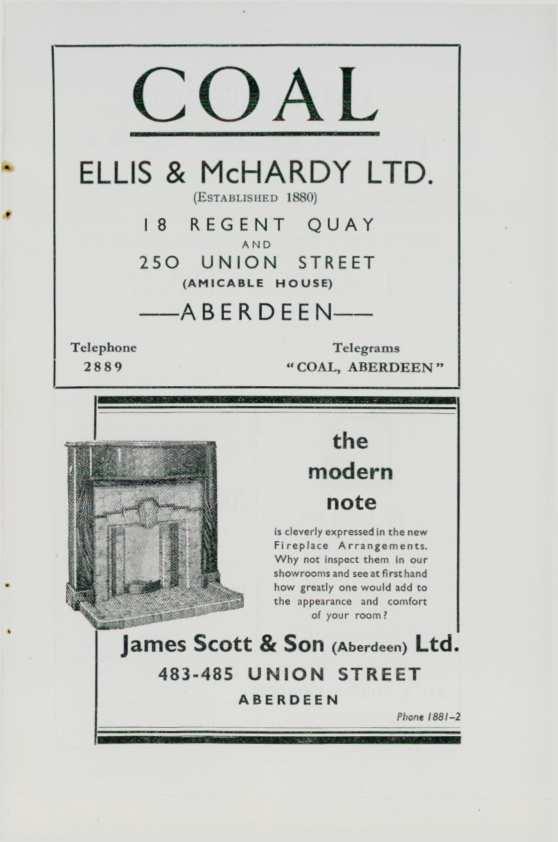 COAL
ELLIS & McHARDY LTD.
(ESTABLISHED 1880)
18 REGENT QUAY
AND
250 UNION STREET
(AMICABLE HOUSE)
—ABERDEEN—
Telephone
2889
Telegrams
"COAL, ABERDEEN"
the
modern
note
is cleverly expressed in the new
Fireplace Arrangements.
Why not inspect them in our
showrooms and see at first hand
how greatly one would add to
the appearance and comfort
of your room?
James Scott & Son (Aberdeen) Ltd.
483-485 UNION STREET
ABERDEEN
Phone 1881-2